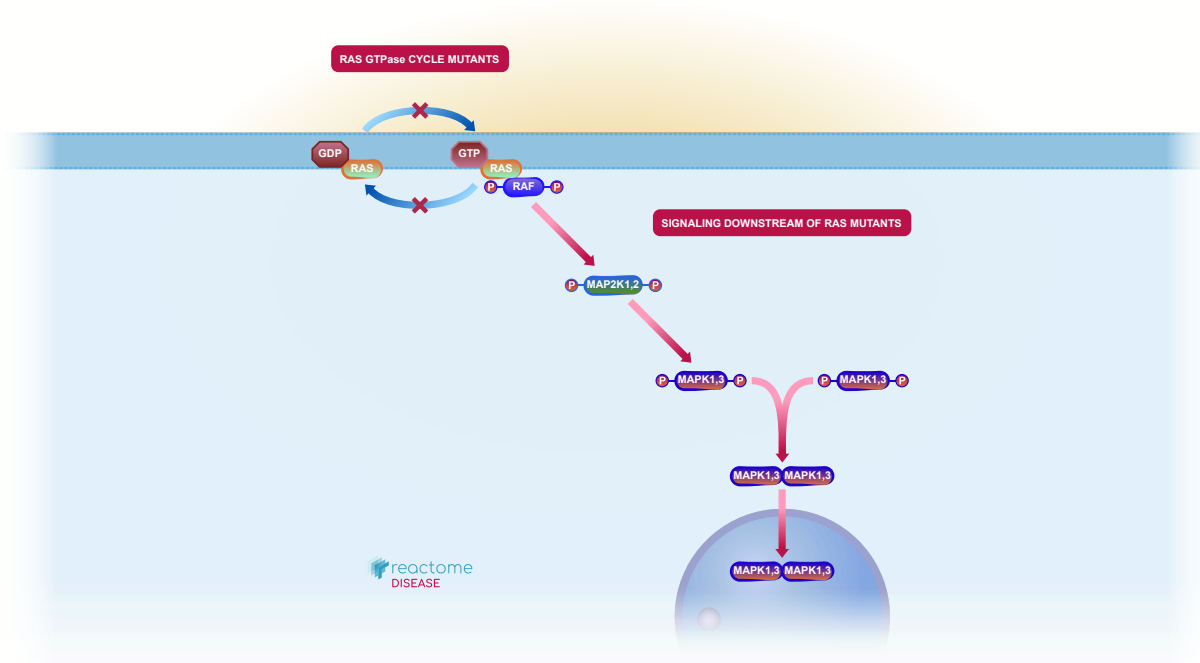 RAS GTPase CYCLE MUTANTS
GDP
RAS
GTP
RAS
P
RAF
P
SIGNALING DOWNSTREAM OF RAS MUTANTS
P
MAP2K1,2
P
P
MAPK1,3
P
P
MAPK1,3
P
MAPK1,3
MAPK1,3
MAPK1,3
MAPK1,3
reactome
DISEASE